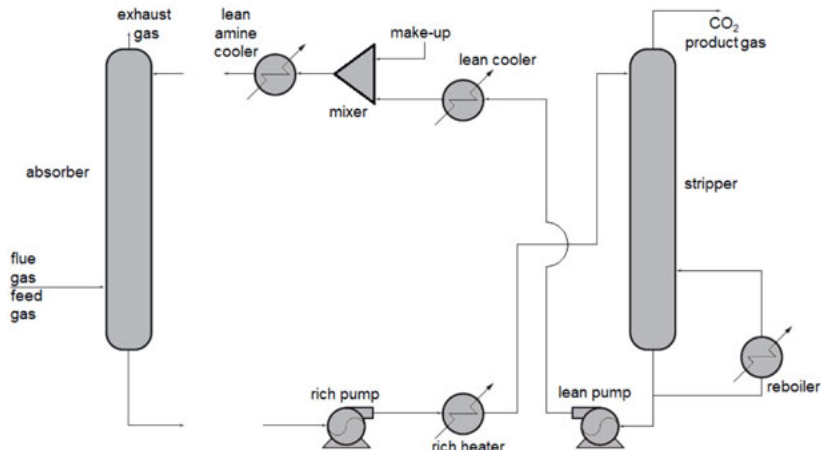 exhaust
gas
lean
amine
cooler
make-up
lean cooler
CO₂
product gas
mixer
absorber
stripper
flue
gas
feed
gas
rich pump
lean pump
reboiler
rich heater